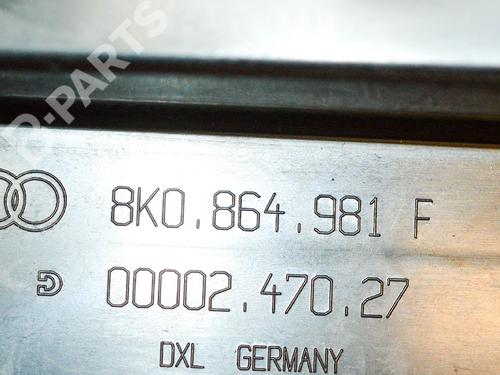 B-PARTS
8K0.864.981 F
00002.470.27
DXL GERMANY